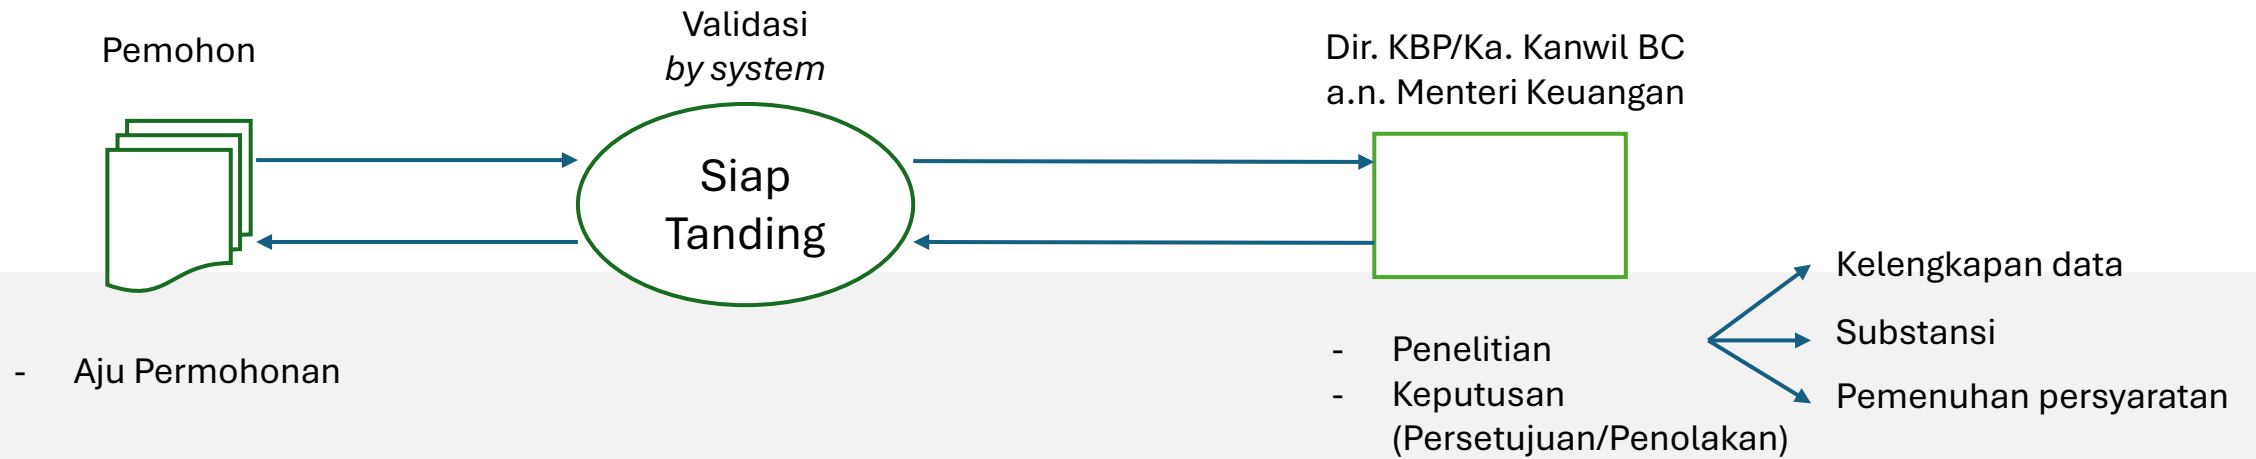 Pemohon
Validasi
by system
Dir. KBP/Ka. Kanwil BC
a.n. Menteri Keuangan
Siap
Tanding
- Aju Permohonan
- Penelitian
- Keputusan
(Persetujuan/Penolakan)
Kelengkapan data
Substansi
Pemenuhan persyaratan